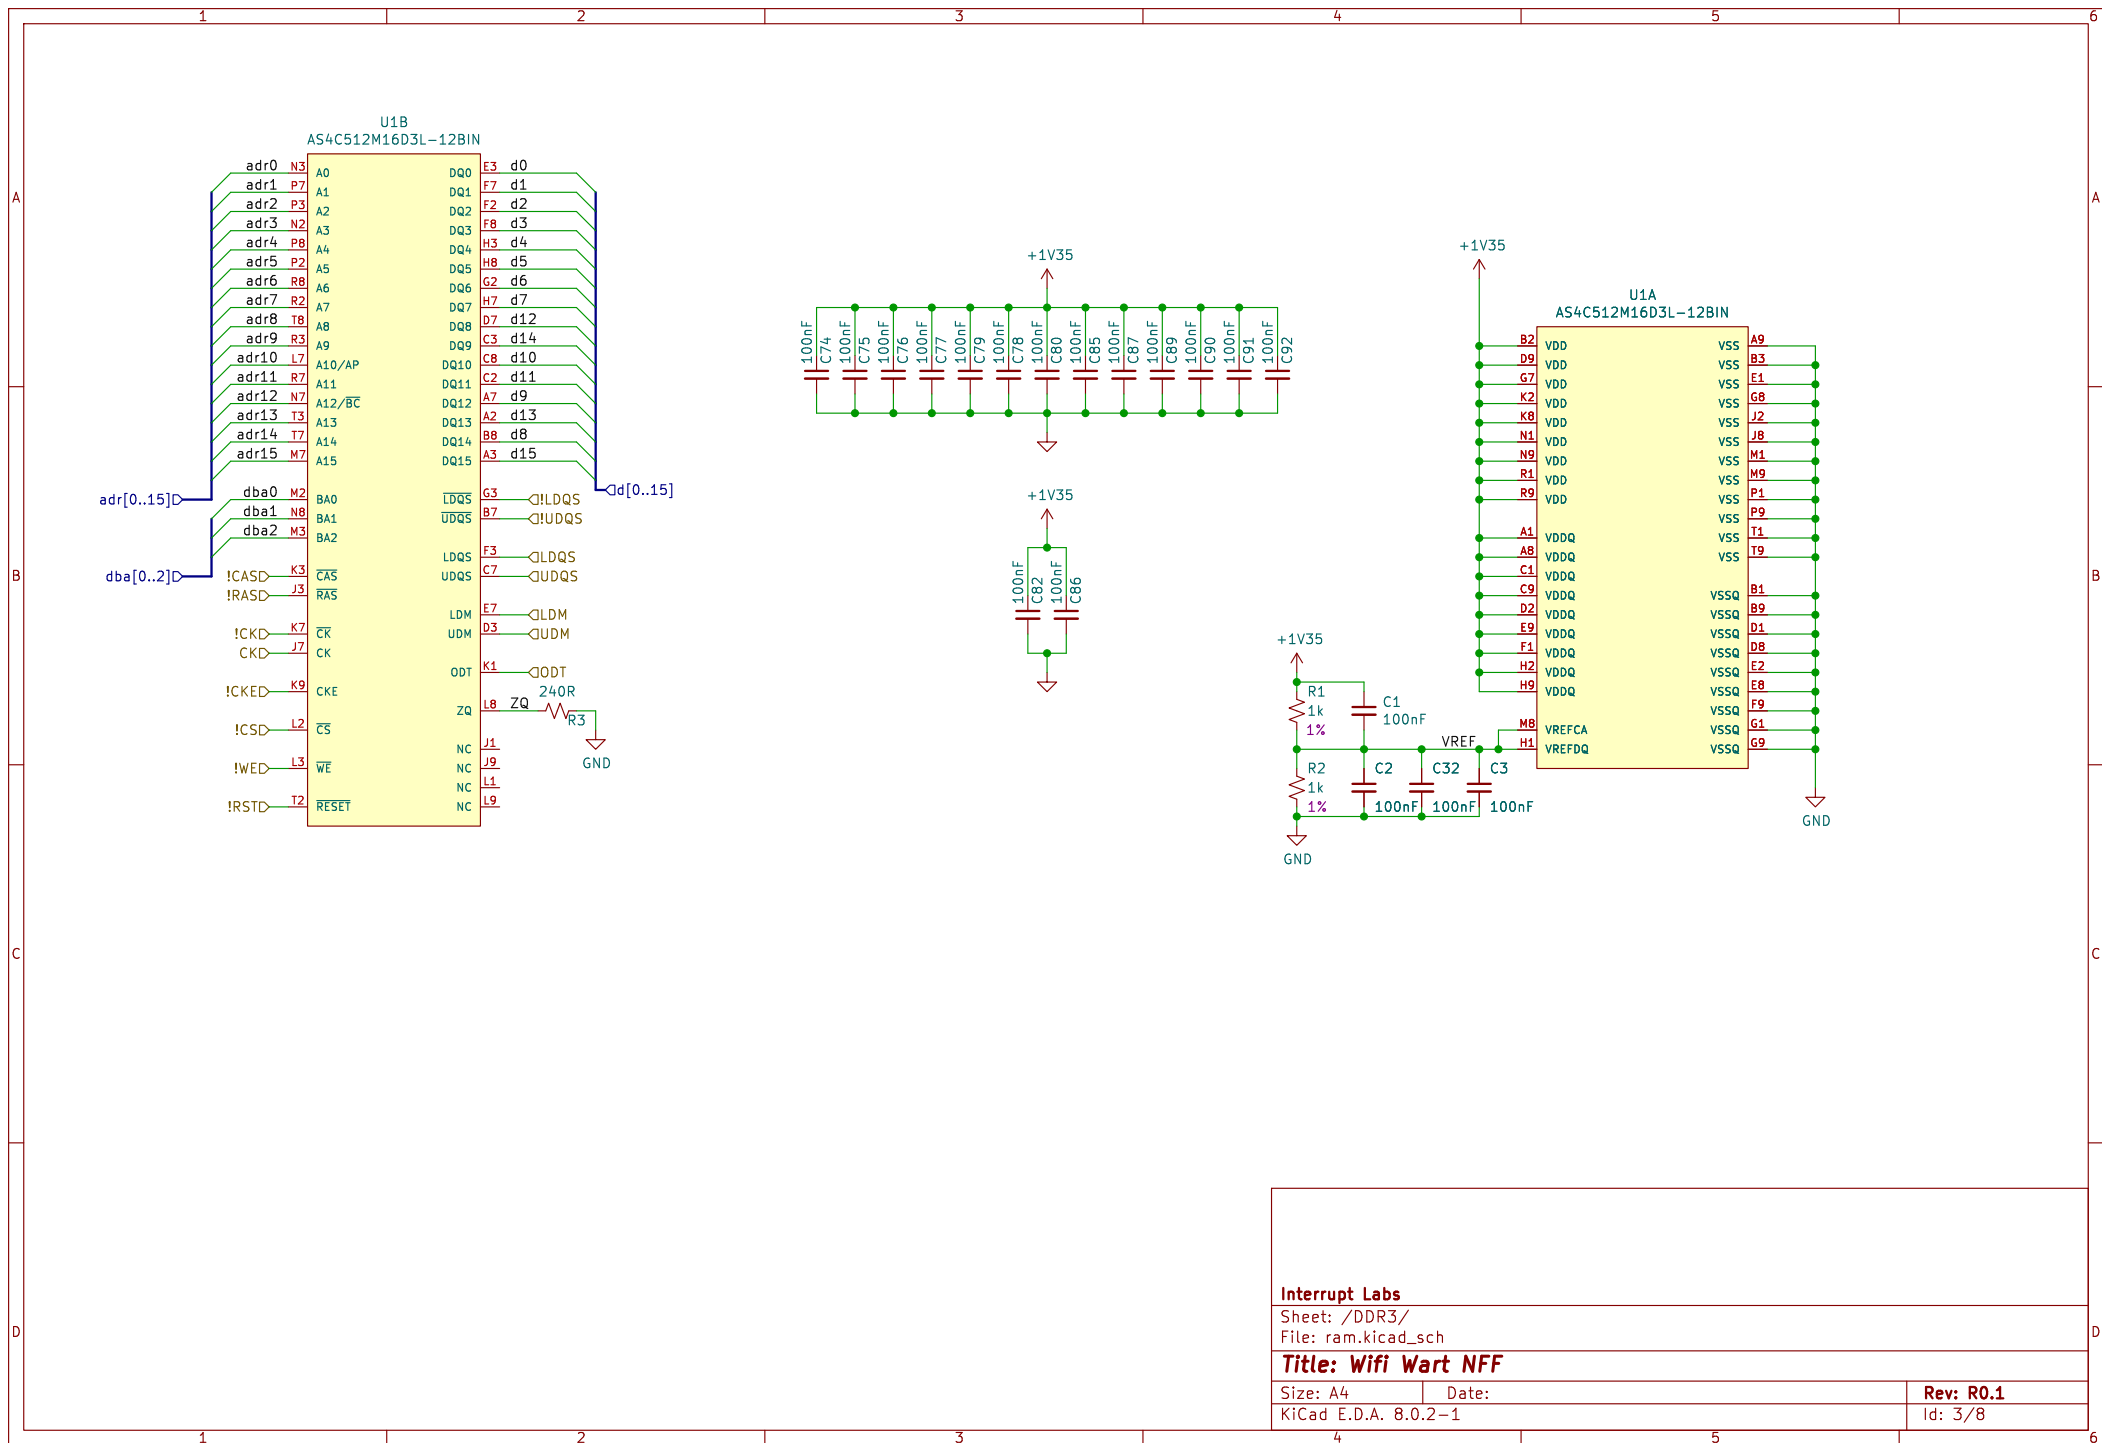 1 2 3 4 5 6
A
B
C
D
U1B
AS4C512M16D3L-12BIN
adr0 N3 A0 DQ0 E3 d0
adr1 P7 A1 DQ1 F7 d1
adr2 P3 A2 DQ2 F2 d2
adr3 N2 A3 DQ3 F8 d3
adr4 P8 A4 DQ4 H3 d4
adr5 P2 A5 DQ5 H8 d5
adr6 R8 A6 DQ6 G2 d6
adr7 R2 A7 DQ7 H7 d7
adr8 T8 A8 DQ8 D7 d12
adr9 R3 A9 DQ9 C3 d14
adr10 L7 A10/AP DQ10 C8 d10
adr11 R7 A11 DQ11 C2 d11
adr12 N7 A12/BC DQ12 A7 d9
adr13 T3 A13 DQ13 A2 d13
adr14 T7 A14 DQ14 B8 d8
adr15 M7 A15 DQ15 A3 d15
adr[0..15] d[0..15]
dba0 M2 BA0 LDQS G3 !LDQS
dba1 N8 BA1 UDQS B7 !UDQS
dba2 M3 BA2
LDQS F3 LDQS
dba[0..2]
!CAS K3 CAS UDQS C7 UDQS
!RAS J3 RAS
LDM E7 LDM
!CK K7 CK UDM D3 UDM
CK J7 CK
ODT K1 ODT
!CKE K9 CKE
240R
ZQ L8 ZQ
R3
!CS L2 CS
NC J1
GND
!WE L3 WE NC J9
NC L1
!RST T2 RESET NC L9
+1V35
100nF C74
100nF C75
100nF C76
100nF C77
100nF C79
100nF C78
100nF C80
100nF C85
100nF C87
100nF C89
100nF C90
100nF C91
100nF C92
+1V35
100nF C82
100nF C86
+1V35
R1
1k
1%
C1
100nF
VREF
R2
1k
1%
C2
100nF
C32
100nF
C3
100nF
GND
+1V35
U1A
AS4C512M16D3L-12BIN
B2 VDD VSS A9
D9 VDD VSS B3
G7 VDD VSS E1
K2 VDD VSS G8
K8 VDD VSS J2
N1 VDD VSS J8
N9 VDD VSS M1
R1 VDD VSS M9
R9 VDD VSS P1
VSS P9
A1 VDDQ VSS T1
A8 VDDQ VSS T9
C1 VDDQ
C9 VDDQ VSSQ B1
D2 VDDQ VSSQ B9
E9 VDDQ VSSQ D1
F1 VDDQ VSSQ D8
H2 VDDQ VSSQ E2
H9 VDDQ VSSQ E8
VSSQ F9
M8 VREFCA VSSQ G1
H1 VREFDQ VSSQ G9
GND
A
B
C
D
Interrupt Labs
Sheet: /DDR3/
File: ram.kicad_sch
Title: Wifi Wart NFF
Size: A4 Date: Rev: R0.1
KiCad E.D.A. 8.0.2-1 Id: 3/8
1 2 3 4 5 6